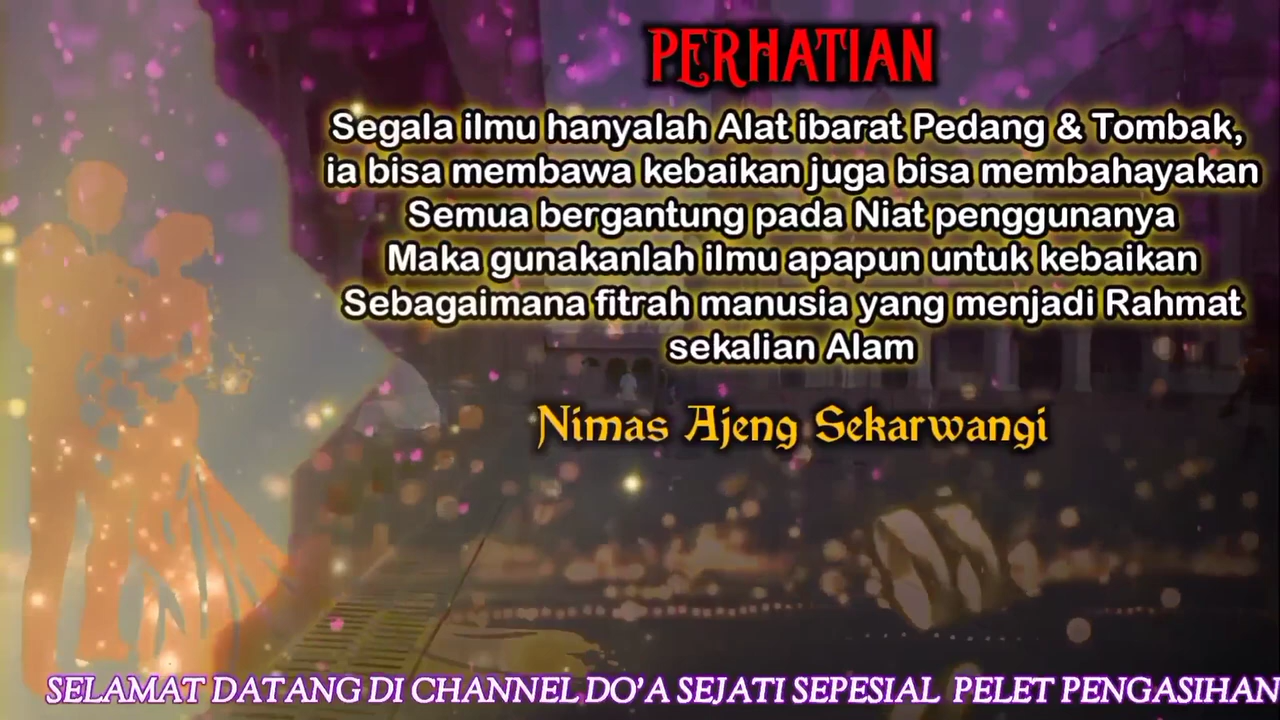 PERHATIAN
Segala ilmu hanyalah Alat ibarat Pedang & Tombak,
ia bisa membawa kebaikan juga bisa membahayakan
Semua bergantung pada Niat penggunanya
Maka gunakanlah ilmu apapun untuk kebaikan
Sebagaimana fitrah manusia yang menjadi Rahmat
sekalian Alam
Nimas Ajeng Sekarwangi
SELAMAT DATANG DI CHANNEL DO'A SEJATI SEPESIAL PELET PENGASIHAN